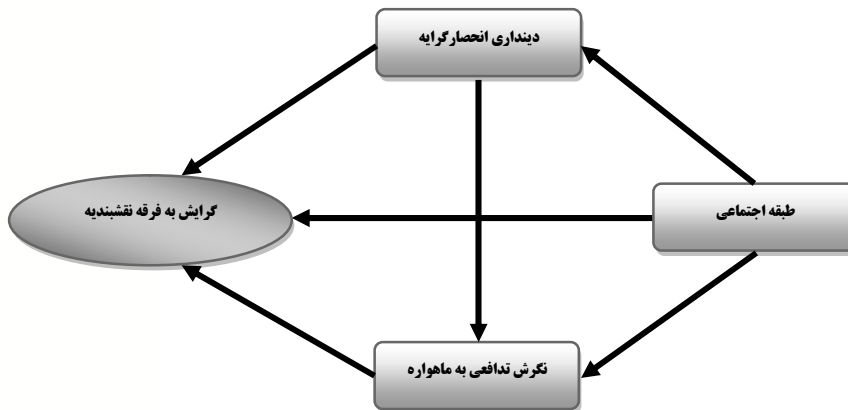 دینداری انحصارگرایه
طبقه اجتماعی
گرایش به فرقه نقشبندیه
نگرش تدافعی به ماهواره